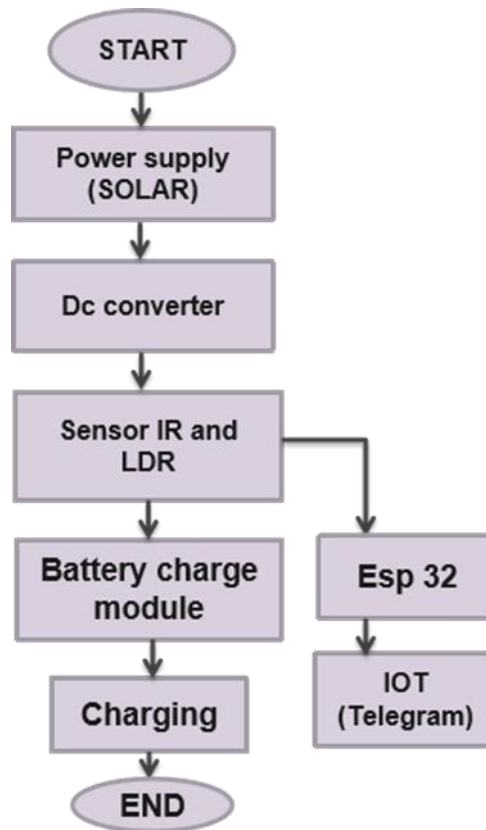 START
Power supply
(SOLAR)
Dc converter
Sensor IR and
LDR
Battery charge
module
Esp 32
Charging
IOT
(Telegram)
END